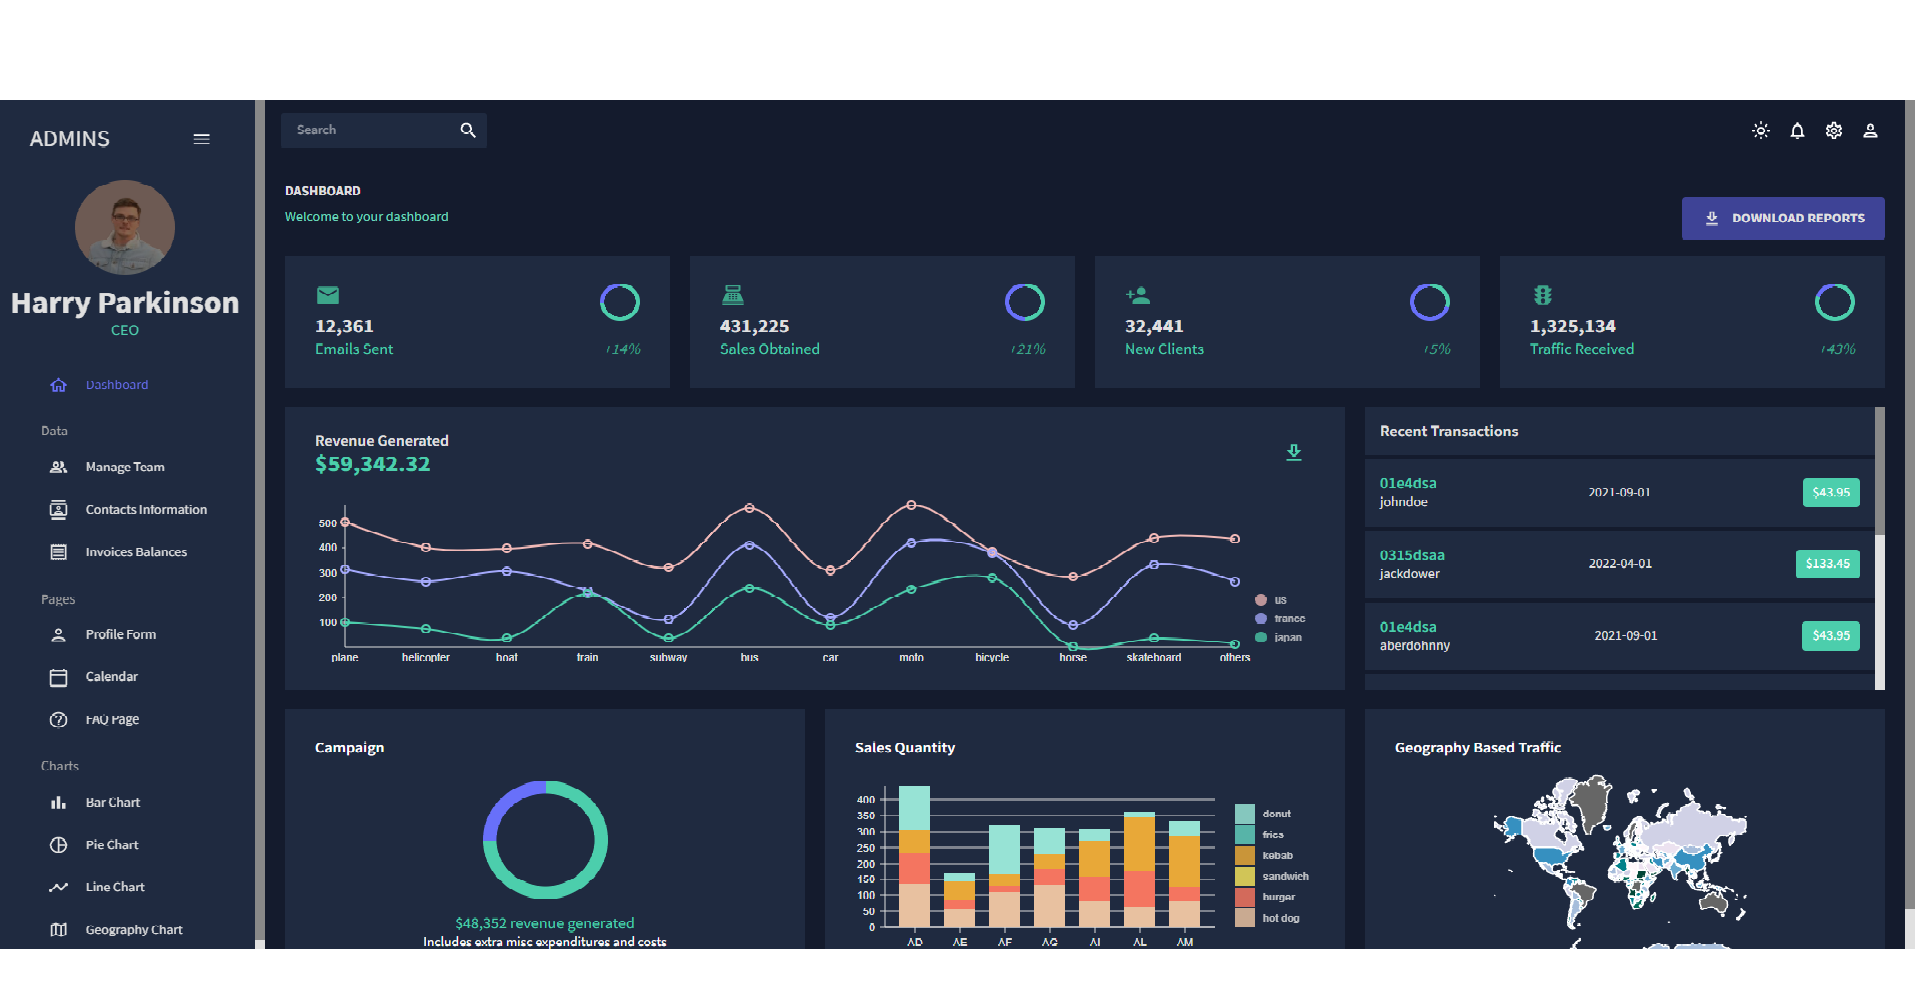 ADMINS
Harry Parkinson
CEO
Dashboard
Data
Manage Team
Contacts Information
Invoices Balances
Pages
Profile Form
Calendar
FAQ Page
Charts
Bar Chart
Pie Chart
Line Chart
Geography Chart
Search
DASHBOARD
Welcome to your dashboard
DOWNLOAD REPORTS
12,361
Emails Sent
+14%
431,225
Sales Obtained
+21%
32,441
New Clients
+5%
1,325,134
Traffic Received
+43%
Revenue Generated
$59,342.32
500
400
300
200
100
plane helicopter boat train subway bus car moto bicycle horse skateboard others
us
france
japan
Recent Transactions
01e4dsa
johndoe
2021-09-01
$43.95
0315dsaa
jackdower
2022-04-01
$133.45
01e4dsa
aberdohnny
2021-09-01
$43.95
Campaign
$48,352 revenue generated
Includes extra misc expenditures and costs
Sales Quantity
400
350
300
250
200
150
100
50
0
AD AE AF AG AI AL AM
donut
fries
kebab
sandwich
burger
hot dog
Geography Based Traffic